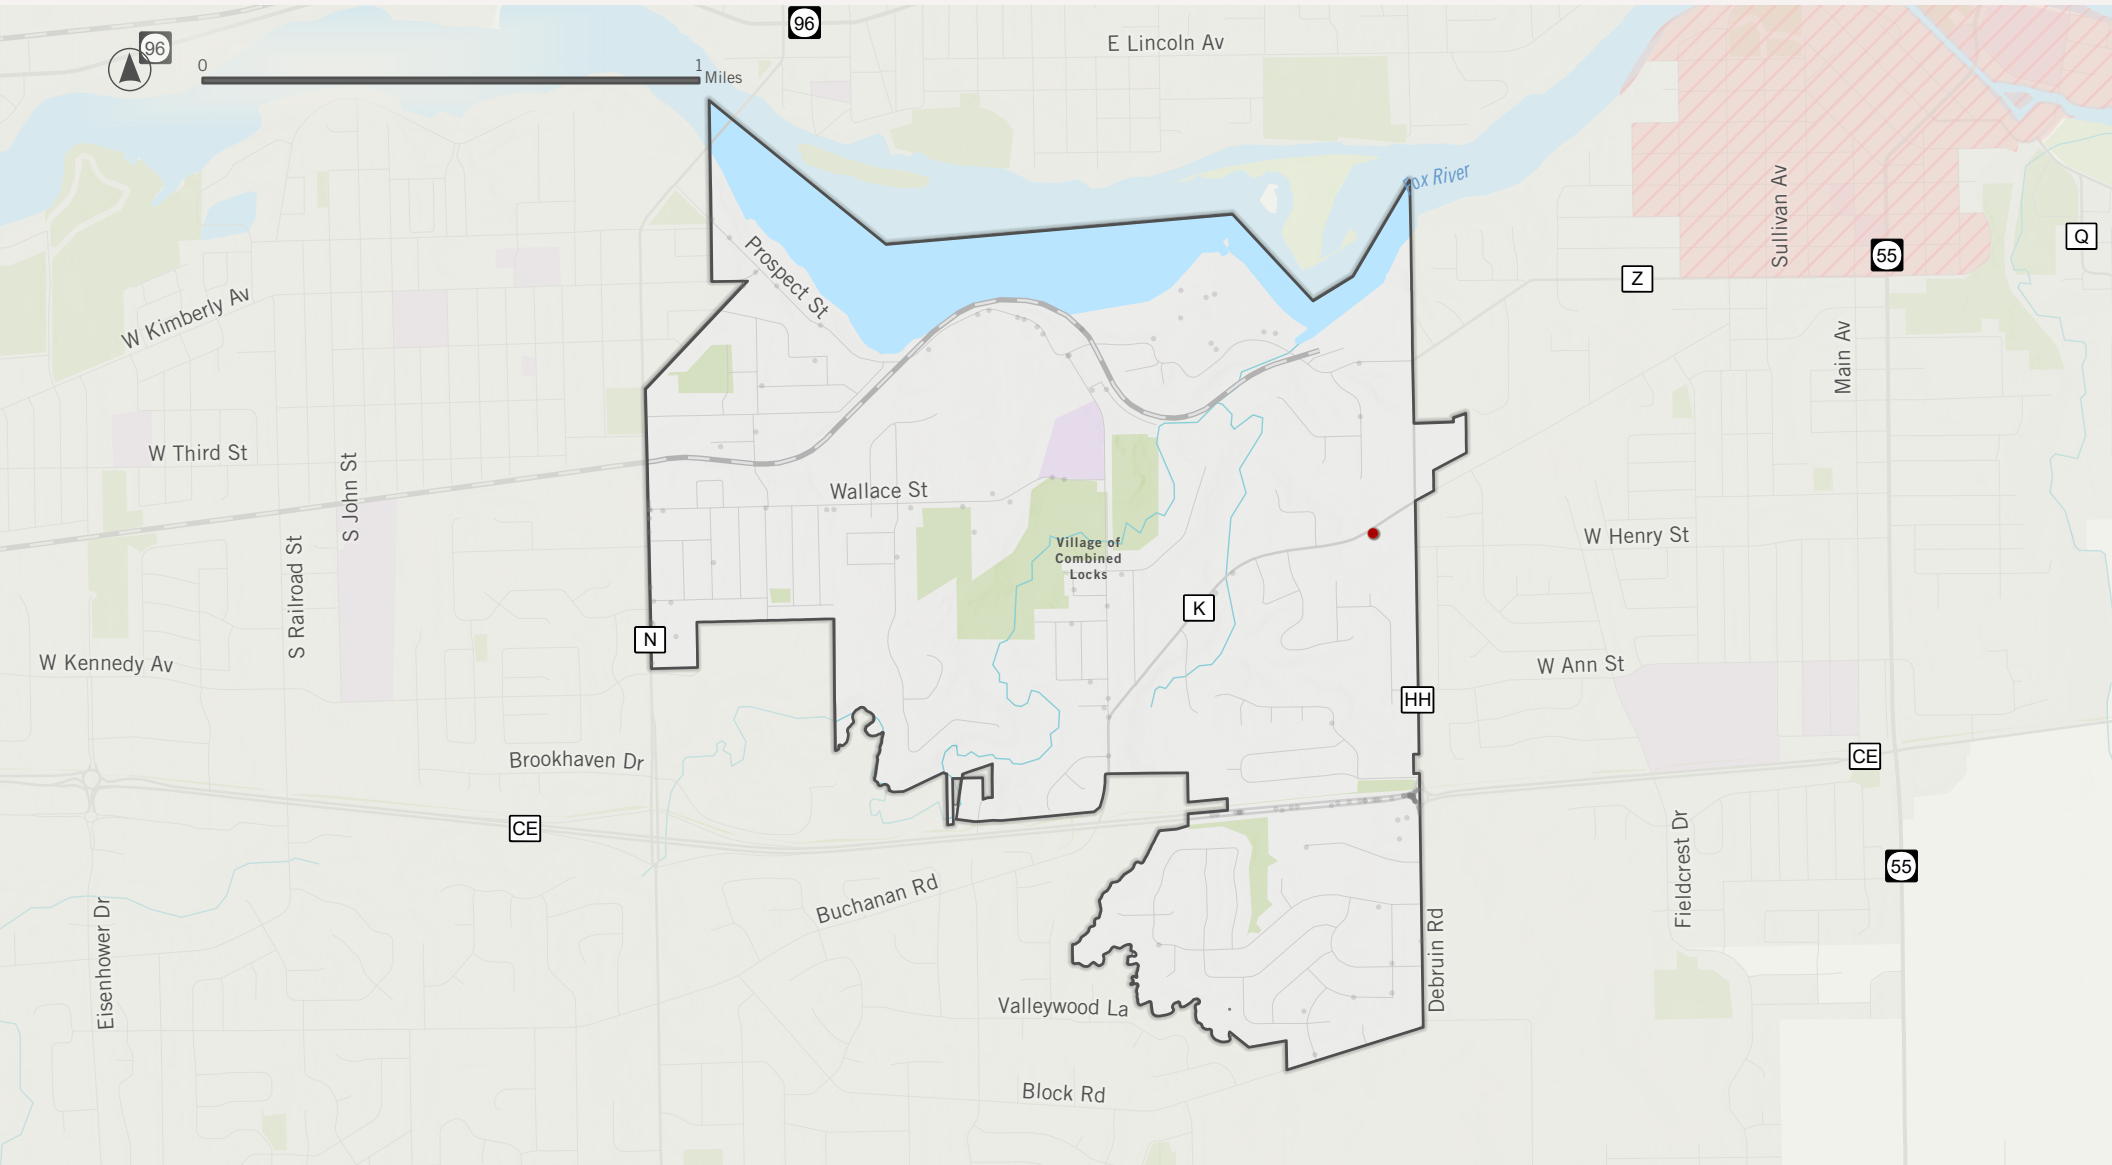 96
E Lincoln Av
96
0
1
Miles
Fox River
Sullivan Av
Q
55
Z
Prospect St
W Kimberly Av
Main Av
W Third St
S John St
Wallace St
W Henry St
Village of
Combined
Locks
S Railroad St
K
N
W Kennedy Av
W Ann St
HH
Brookhaven Dr
CE
CE
Fieldcrest Dr
55
Buchanan Rd
Eisenhower Dr
Debruin Rd
Valleywood La
Block Rd